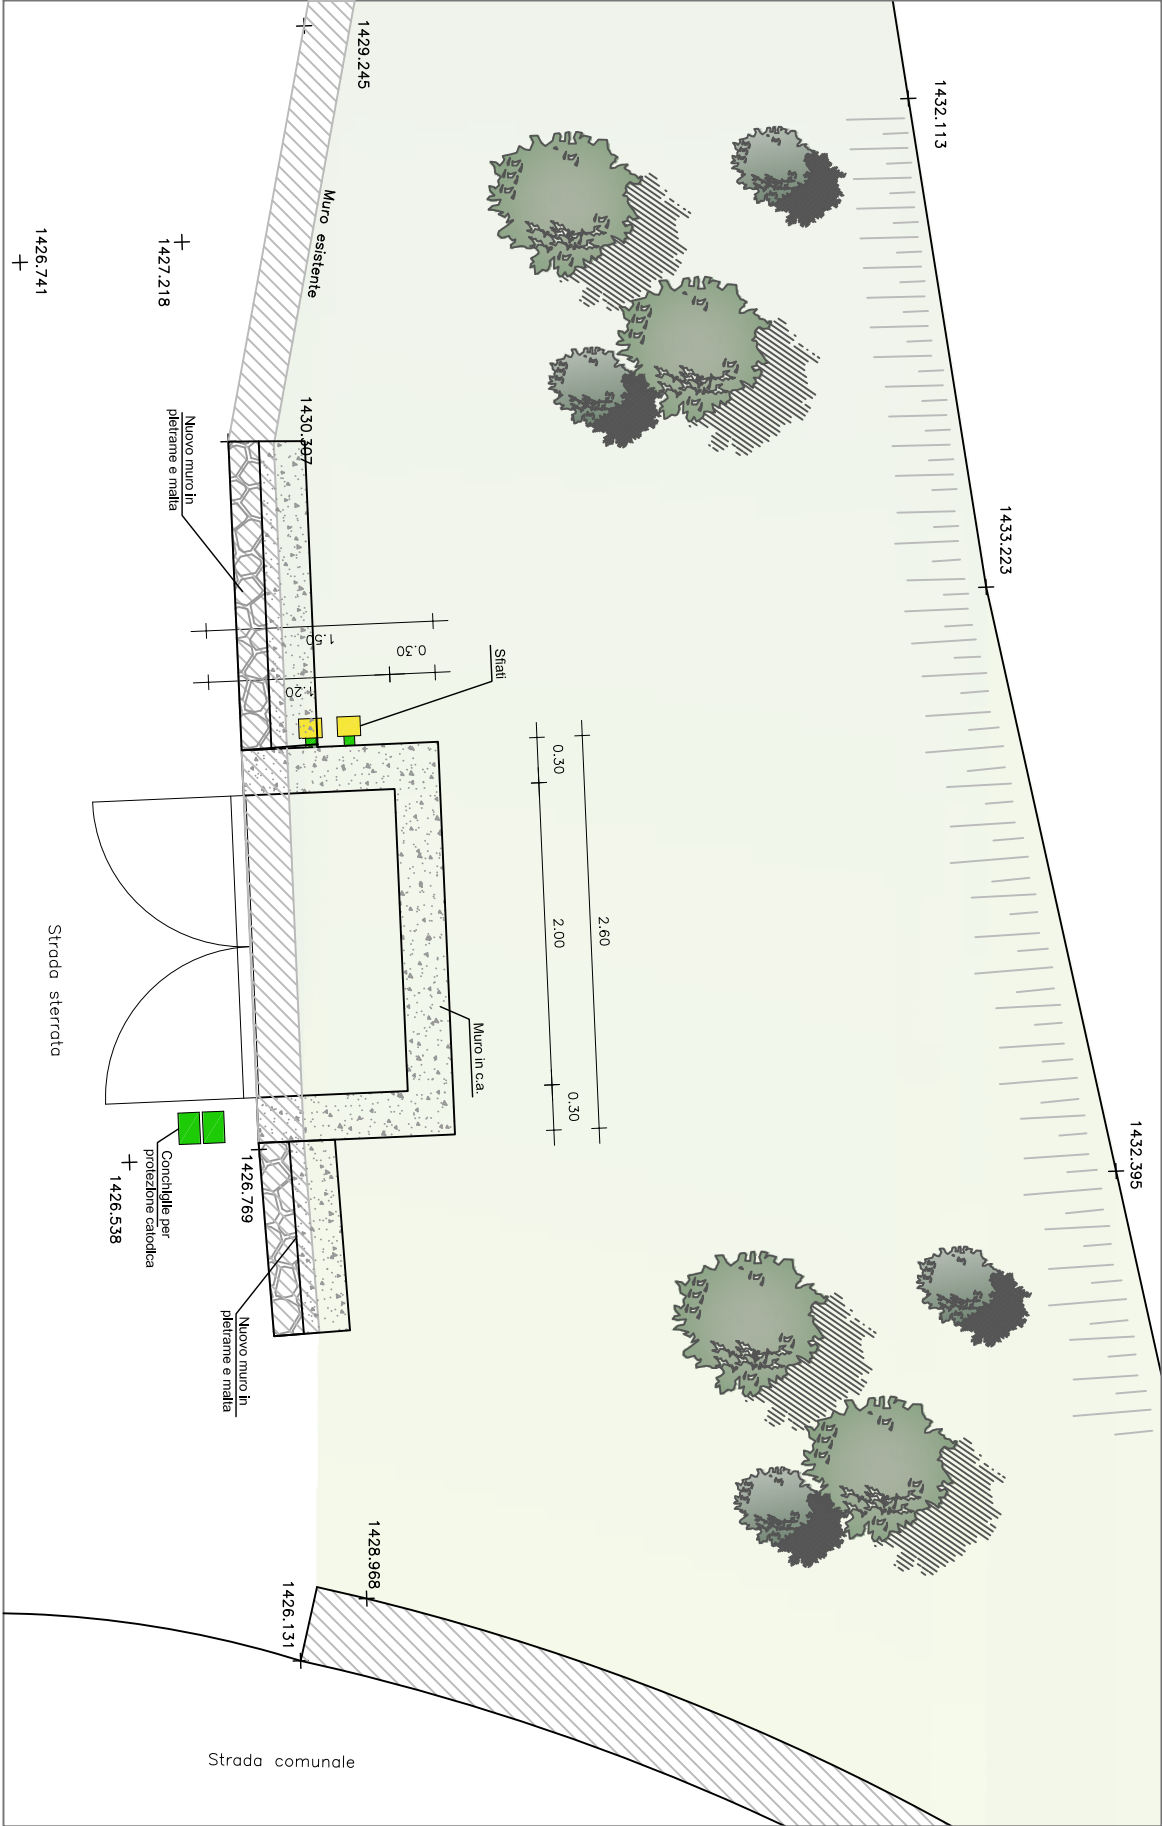 1429.245
1432.113
Muro esistente
1426.741
1427.218
1430.397
Nuovo muro in
pietrame e malta
1433.223
1.50
0.30
1.20
Sfiati
0.30
2.00
2.60
0.30
Muro in c.a.
Strada sterrata
Conchiglie per
protezione catodica
1426.538
1426.769
1432.395
Nuovo muro in
pietrame e malta
1428.968
1426.131
Strada comunale